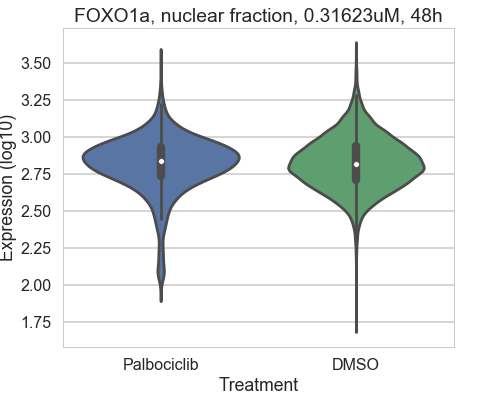 FOXO1a, nuclear fraction, 0.31623uM, 48h
Expression (log10)
3.50
3.25
3.00
2.75
2.50
2.25
2.00
1.75
Palbociclib DMSO
Treatment